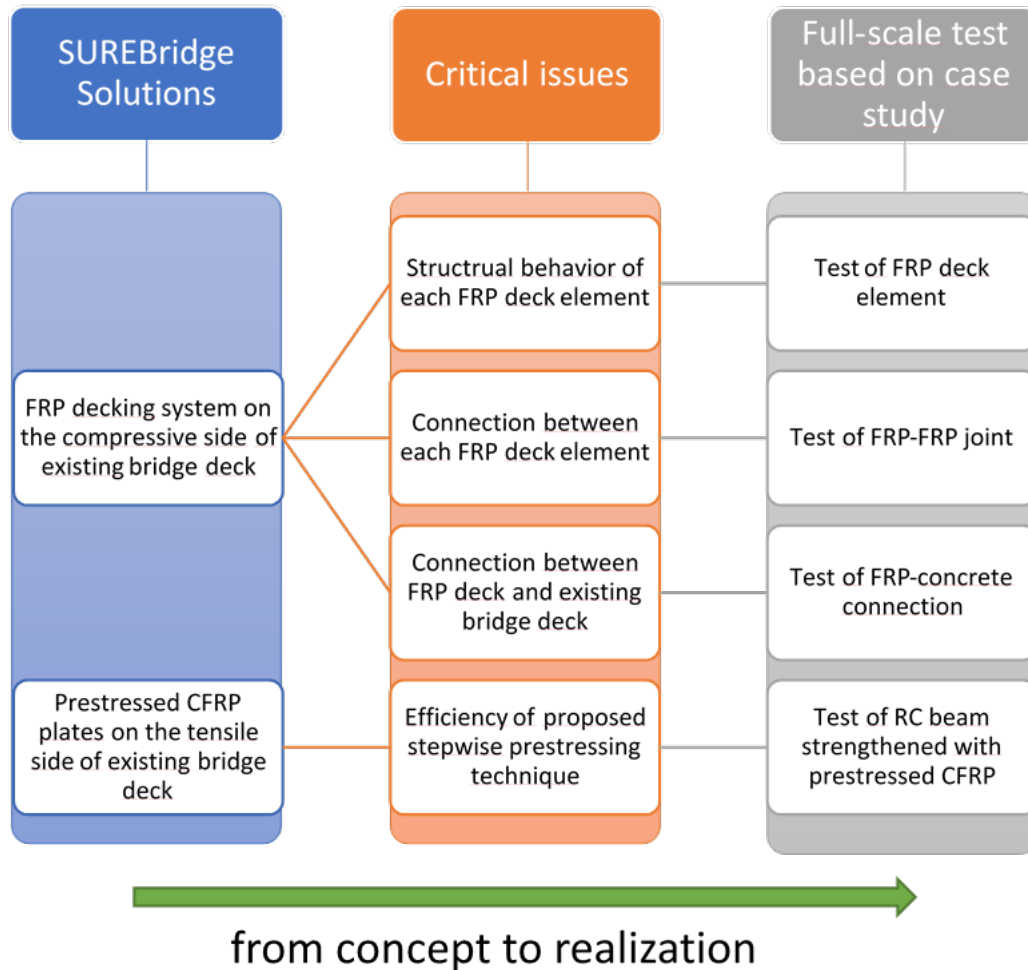 SUREBridge
Solutions
Critical issues
Full-scale test
based on case
study
Structrual behavior of
each FRP deck element
Test of FRP deck
element
FRP decking system on
the compressive side of
existing bridge deck
Connection between
each FRP deck element
Test of FRP-FRP joint
Connection between
FRP deck and existing
bridge deck
Test of FRP-concrete
connection
Prestressed CFRP
plates on the tensile
side of existing bridge
deck
Efficiency of proposed
stepwise prestressing
technique
Test of RC beam
strengthened with
prestressed CFRP
from concept to realization